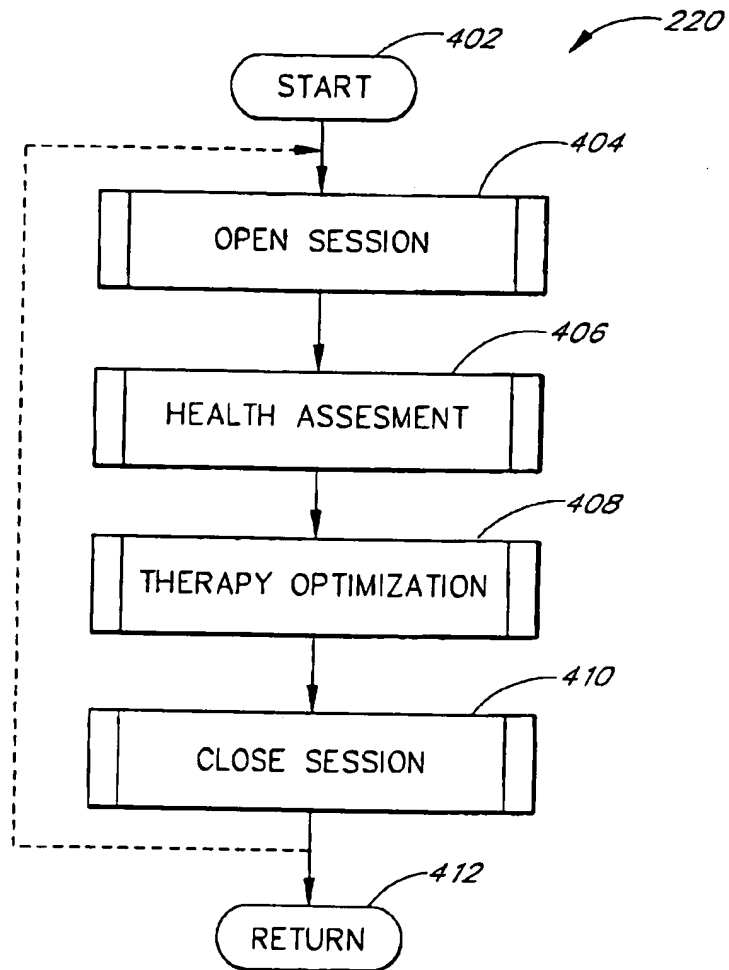 402
220
START
404
OPEN SESSION
406
HEALTH ASSESMENT
408
THERAPY OPTIMIZATION
410
CLOSE SESSION
412
RETURN